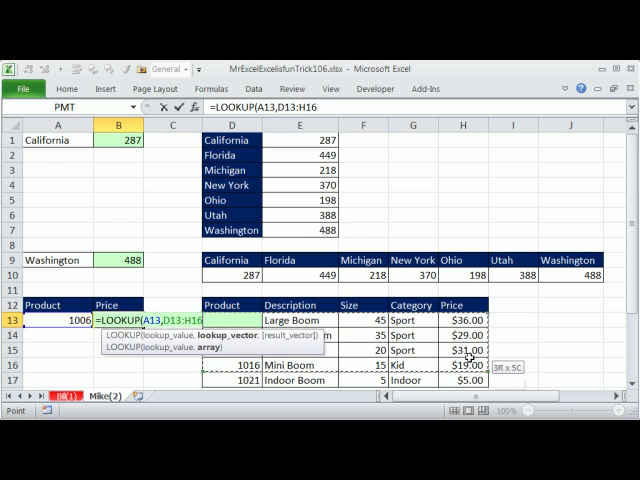 MrExcelExcelisfunTrick106.xlsx - Microsoft Excel
General
File Home Insert Page Layout Formulas Data Review View Developer Add-Ins
PMT =LOOKUP(A13,D13:H16
A B C D E F G H I J
1 California 287 California 287
2 Florida 449
3 Michigan 218
4 New York 370
5 Ohio 198
6 Utah 388
7 Washington 488
8
9 Washington 488 California Florida Michigan New York Ohio Utah Washington
10 287 449 218 370 198 388 488
11
12 Product Price Product Description Size Category Price
13 1006 =LOOKUP(A13,D13:H16 Large Boom 45 Sport $36.00
LOOKUP(lookup_value, lookup_vector, [result_vector])
14 35 Sport $29.00
LOOKUP(lookup_value, array)
15 20 Sport $31.00
16 1016 Mini Boom 15 Kid $19.00
3R x 5C
17 1021 Indoor Boom 5 Indoor $5.00
Bill(1) Mike(2)
Point 100%